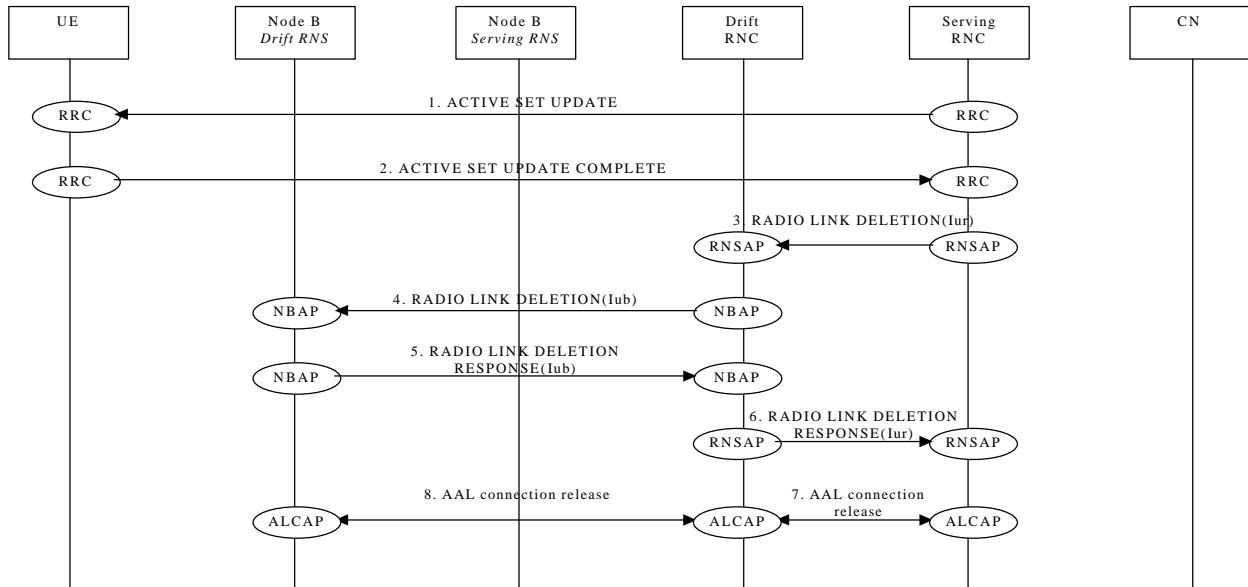 UE
Node B
Drift RNS
Node B
Serving RNS
Drift
RNC
Serving
RNC
CN
1. ACTIVE SET UPDATE
RRC
RRC
2. ACTIVE SET UPDATE COMPLETE
RRC
RRC
3. RADIO LINK DELETION(Iur)
RNSAP
RNSAP
4. RADIO LINK DELETION(Iub)
NBAP
NBAP
5. RADIO LINK DELETION
RESPONSE(Iub)
NBAP
NBAP
6. RADIO LINK DELETION
RESPONSE(Iur)
RNSAP
RNSAP
8. AAL connection release
7. AAL connection
release
ALCAP
ALCAP
ALCAP